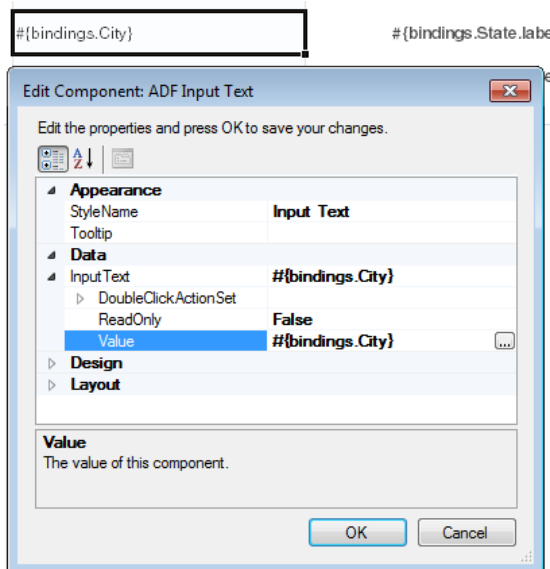 #{bindings.City} #{bindings.State.labe
Edit Component: ADF Input Text
Edit the properties and press OK to save your changes.
Appearance
StyleName Input Text
Tooltip
Data
InputText #{bindings.City}
DoubleClickActionSet
ReadOnly False
Value #{bindings.City} ...
Design
Layout
Value
The value of this component.
OK Cancel